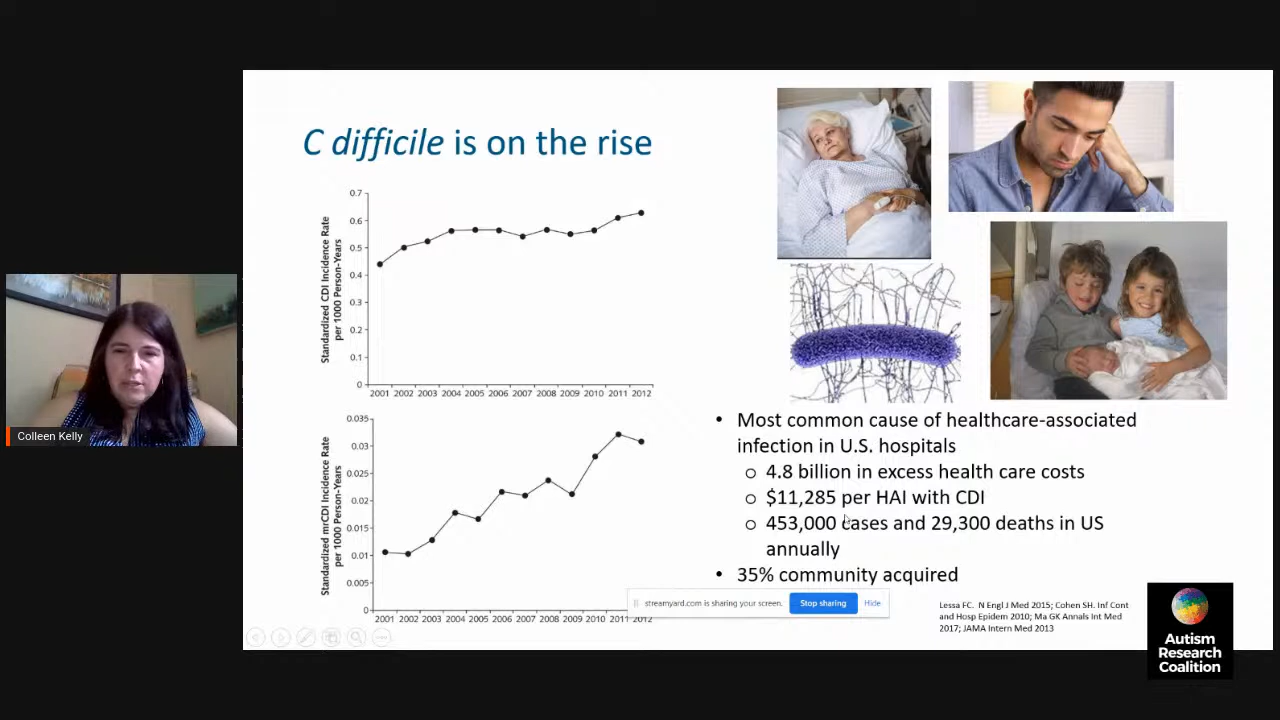 C difficile is on the rise
Standardized CDI Incidence Rate
per 1000 Person-Years
0.7
0.6
0.5
0.4
0.3
0.2
0.1
0
2001 2002 2003 2004 2005 2006 2007 2008 2009 2010 2011 2012
Standardized mrCDI Incidence Rate
per 1000 Person-Years
0.035
0.03
0.025
0.02
0.015
0.01
0.005
0
2001 2002 2003 2004 2005 2006 2007 2008 2009 2010 2011 2012
• Most common cause of healthcare-associated
infection in U.S. hospitals
o 4.8 billion in excess health care costs
o $11,285 per HAI with CDI
o 453,000 cases and 29,300 deaths in US
annually
• 35% community acquired
streamyard.com is sharing your screen. Stop sharing Hide
Lessa FC. N Engl J Med 2015; Cohen SH. Inf Cont
and Hosp Epidem 2010; Ma GK Annals Int Med
2017; JAMA Intern Med 2013
Colleen Kelly
Autism
Research
Coalition